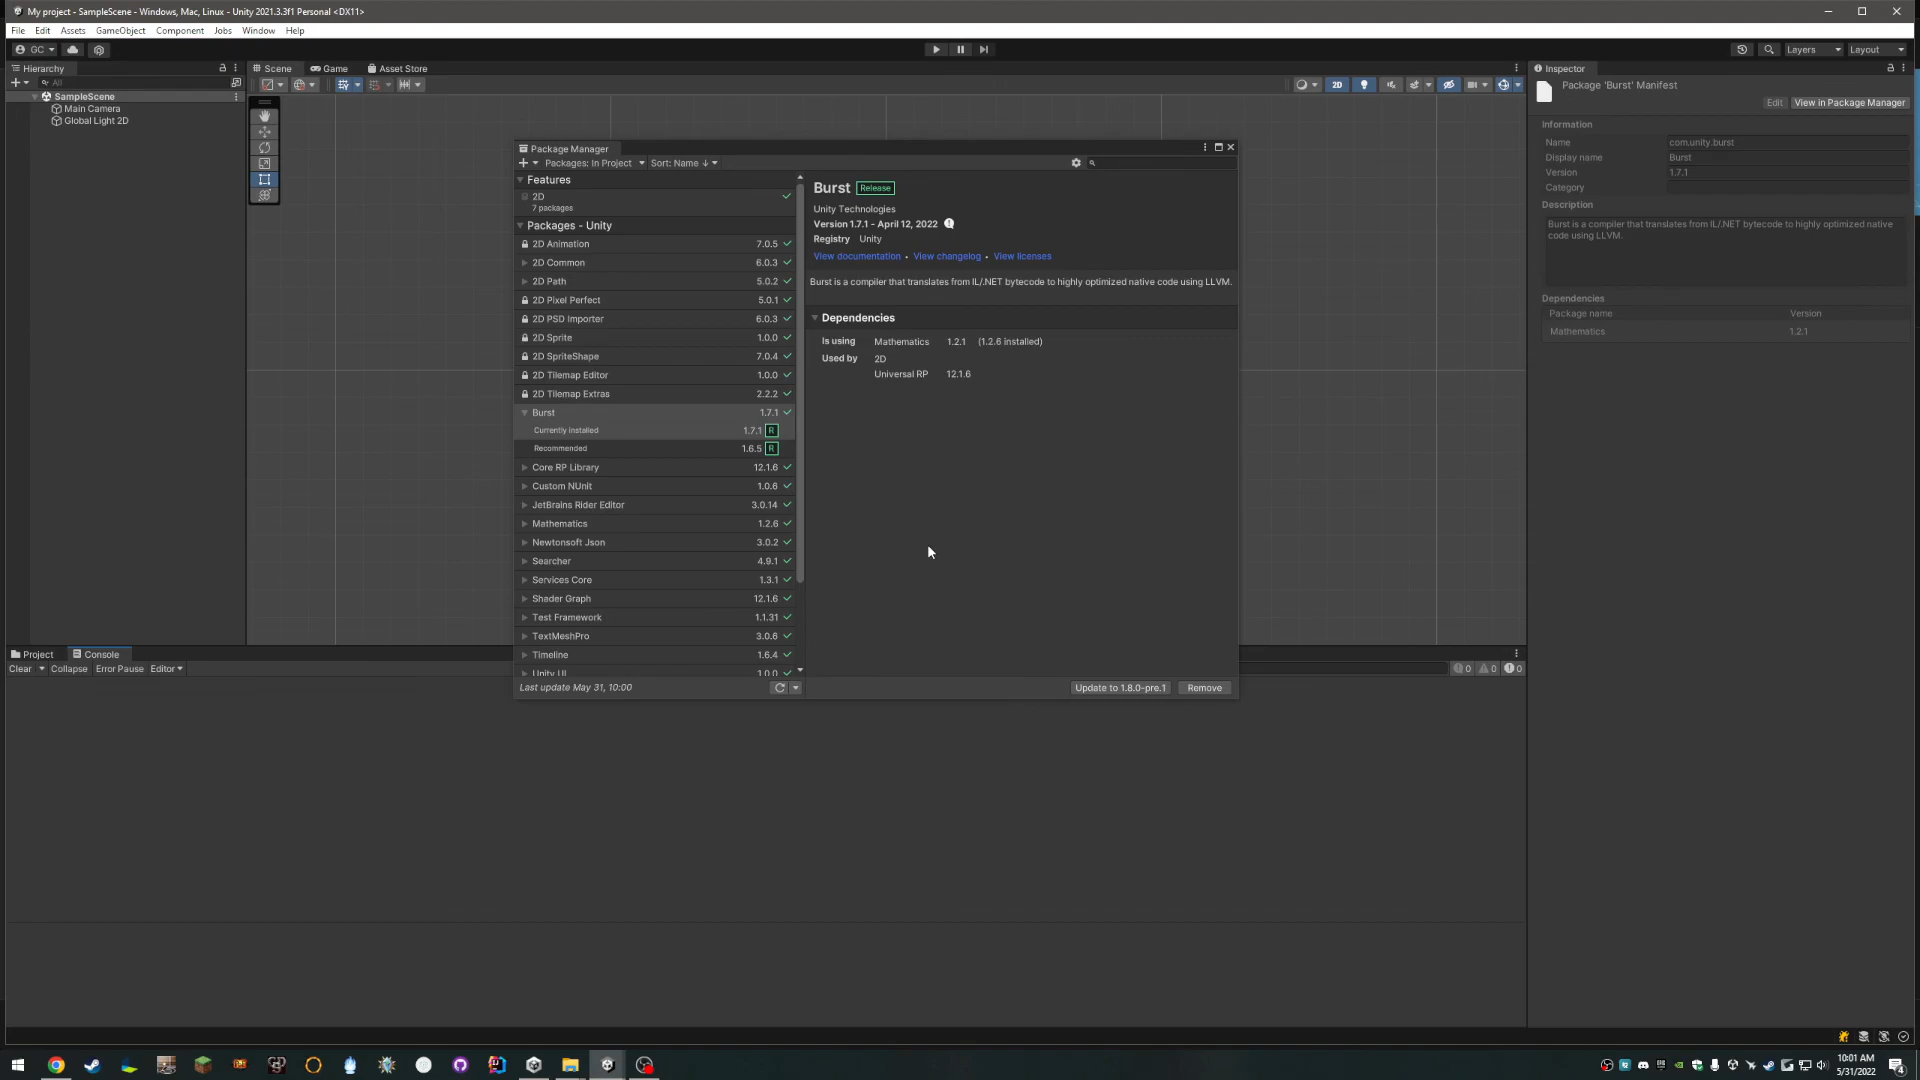 My project - SampleScene - Windows, Mac, Linux - Unity 2021.3.3f1 Personal <DX11>
File Edit Assets GameObject Component Jobs Window Help
GC Layers Layout
Hierarchy Scene Game Asset Store Inspector
All
SampleScene
Main Camera
Global Light 2D
2D
Package Manager
Packages: In Project Sort: Name ↓
Features
2D
7 packages
Packages - Unity
2D Animation 7.0.5
2D Common 6.0.3
2D Path 5.0.2
2D Pixel Perfect 5.0.1
2D PSD Importer 6.0.3
2D Sprite 1.0.0
2D SpriteShape 7.0.4
2D Tilemap Editor 1.0.0
2D Tilemap Extras 2.2.2
Burst 1.7.1
Currently installed 1.7.1 R
Recommended 1.6.5 R
Core RP Library 12.1.6
Custom NUnit 1.0.6
JetBrains Rider Editor 3.0.14
Mathematics 1.2.6
Newtonsoft Json 3.0.2
Searcher 4.9.1
Services Core 1.3.1
Shader Graph 12.1.6
Test Framework 1.1.31
TextMeshPro 3.0.6
Timeline 1.6.4
Unity UI 1.0.0
Last update May 31, 10:00
Burst Release
Unity Technologies
Version 1.7.1 - April 12, 2022
Registry Unity
View documentation • View changelog • View licenses
Burst is a compiler that translates from IL/.NET bytecode to highly optimized native code using LLVM.
Dependencies
Is using Mathematics 1.2.1 (1.2.6 installed)
Used by 2D
Universal RP 12.1.6
Update to 1.8.0-pre.1 Remove
Package 'Burst' Manifest
Edit View in Package Manager
Information
Name com.unity.burst
Display name Burst
Version 1.7.1
Category
Description
Burst is a compiler that translates from IL/.NET bytecode to highly optimized native
code using LLVM.
Dependencies
Package name Version
Mathematics 1.2.1
Project Console
Clear Collapse Error Pause Editor
0 0 0
10:01 AM
5/31/2022
4